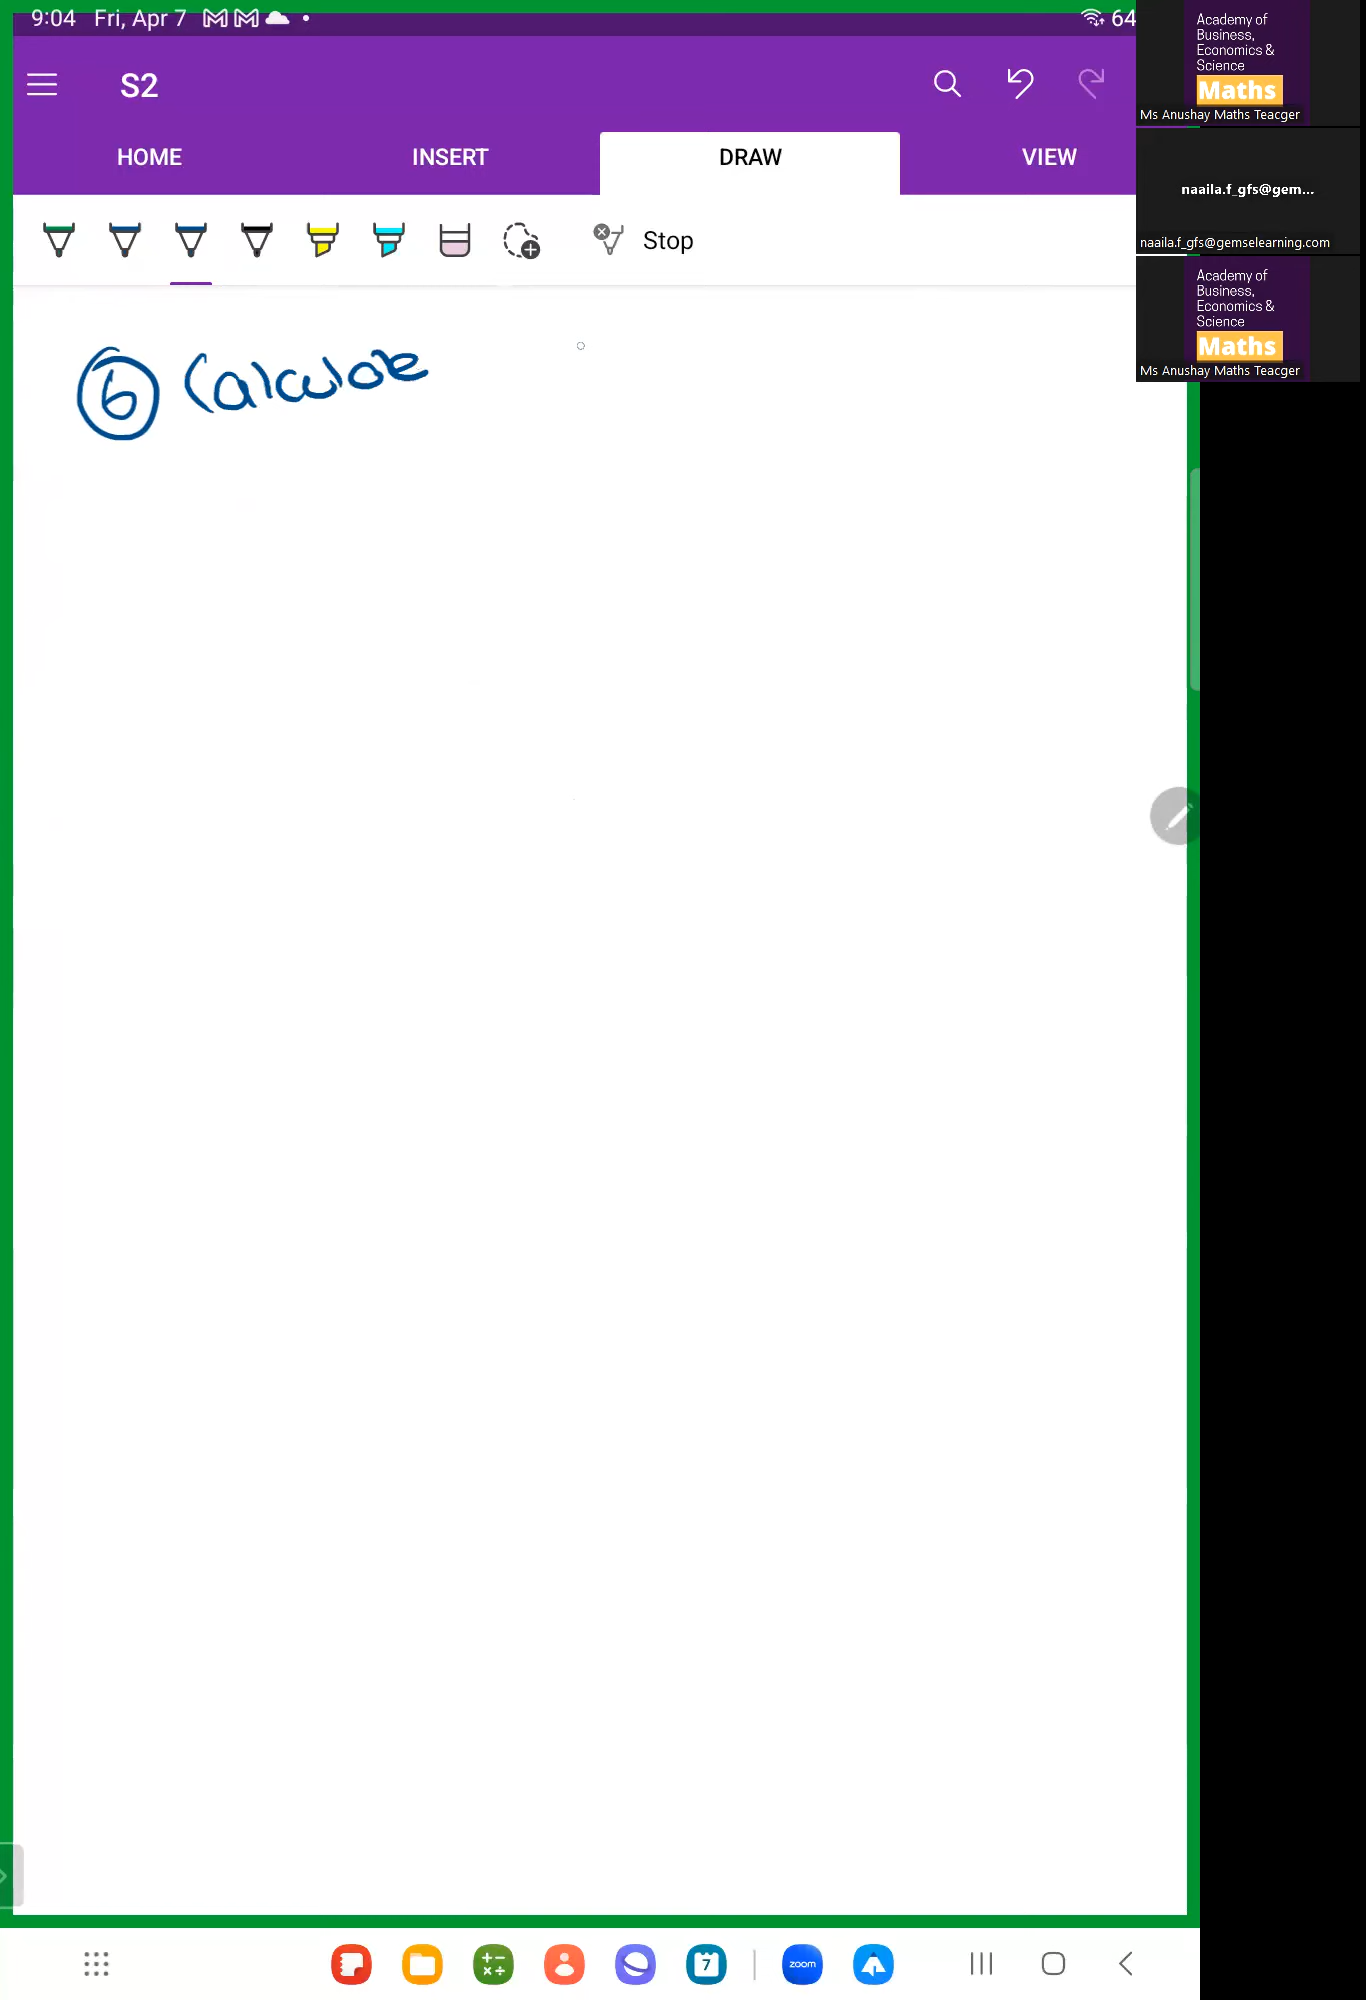 9:04 Fri, Apr 7 64
Academy of
Business,
Economics &
Science
Maths
Ms Anushay Maths Teacger
S2
HOME INSERT DRAW VIEW
naaila.f_gfs@gem...
naaila.f_gfs@gemselearning.com
Stop
Academy of
Business,
Economics &
Science
Maths
Ms Anushay Maths Teacger
6 Calculate
7
zoom